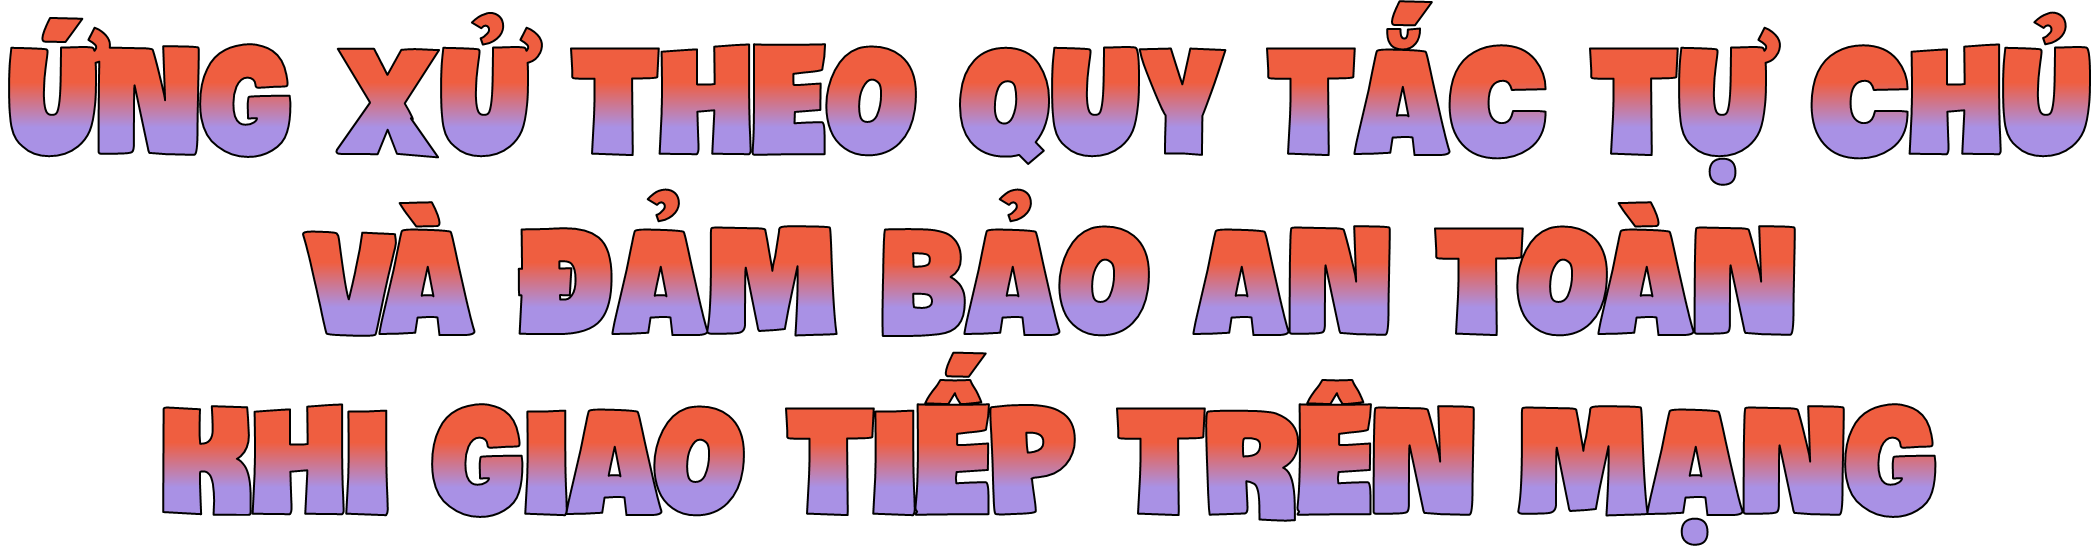 ỨNG XỬ THEO QUY TẮC TỰ CHỦ
VÀ ĐẢM BẢO AN TOÀN
KHI GIAO TIẾP TRÊN MẠNG